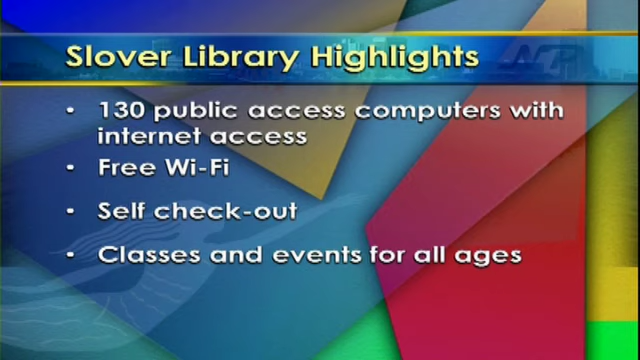 Slover Library Highlights
• 130 public access computers with
internet access
• Free Wi-Fi
• Self check-out
• Classes and events for all ages